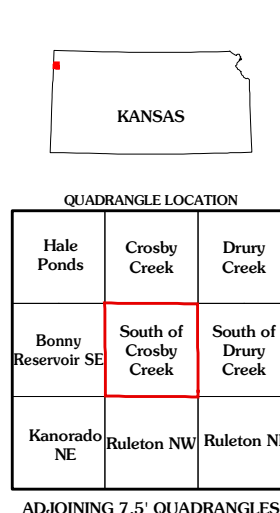 KANSAS
QUADRANGLE LOCATION
Hale
Ponds
Crosby
Creek
Drury
Creek
Bonny
Reservoir SE
South of
Crosby
Creek
South of
Drury
Creek
Kanorado
NE
Ruleton NW
Ruleton N
ADJOINING 7.5' QUADRANGLES